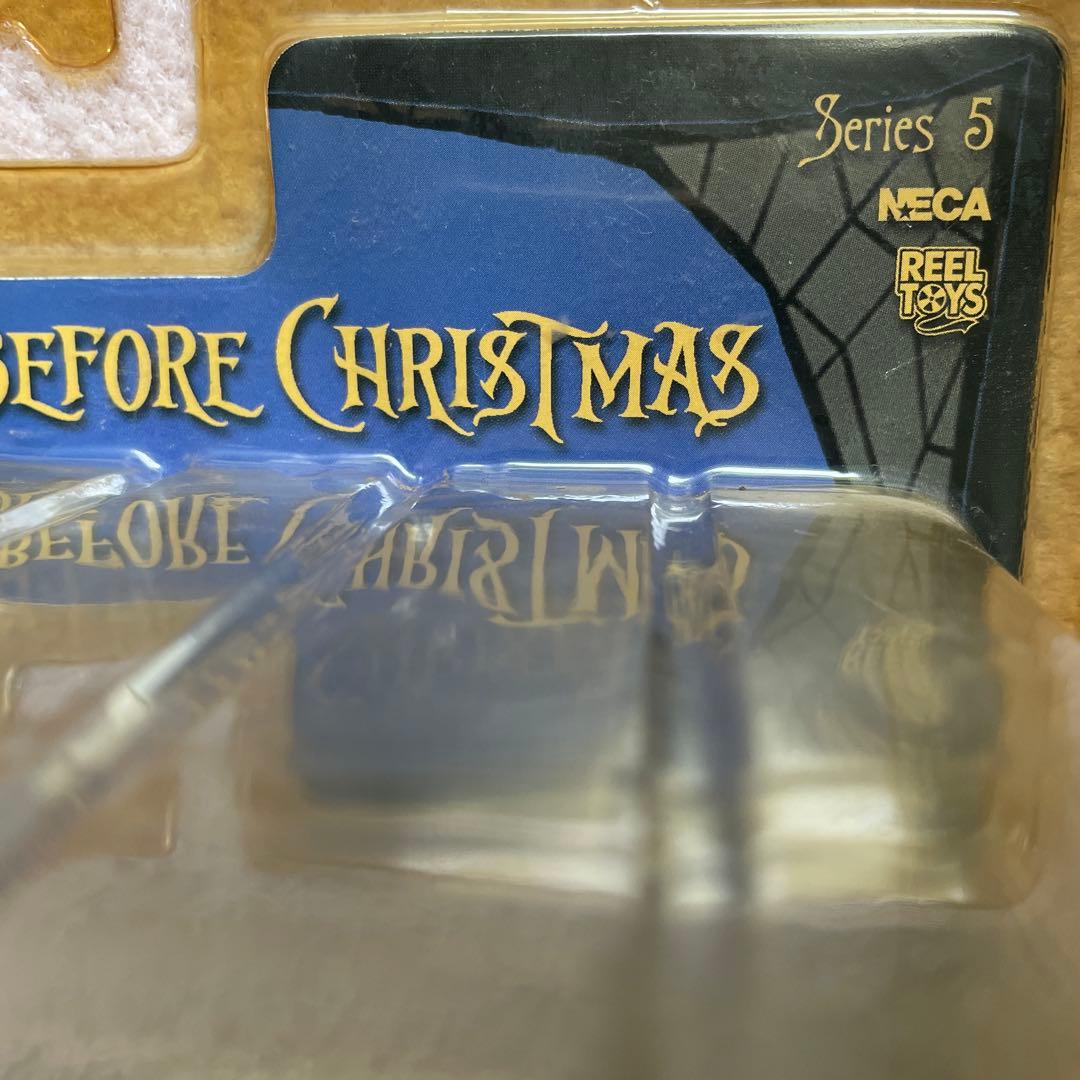 Series 5
NECA
REEL
TOYS
BEFORE CHRISTMAS